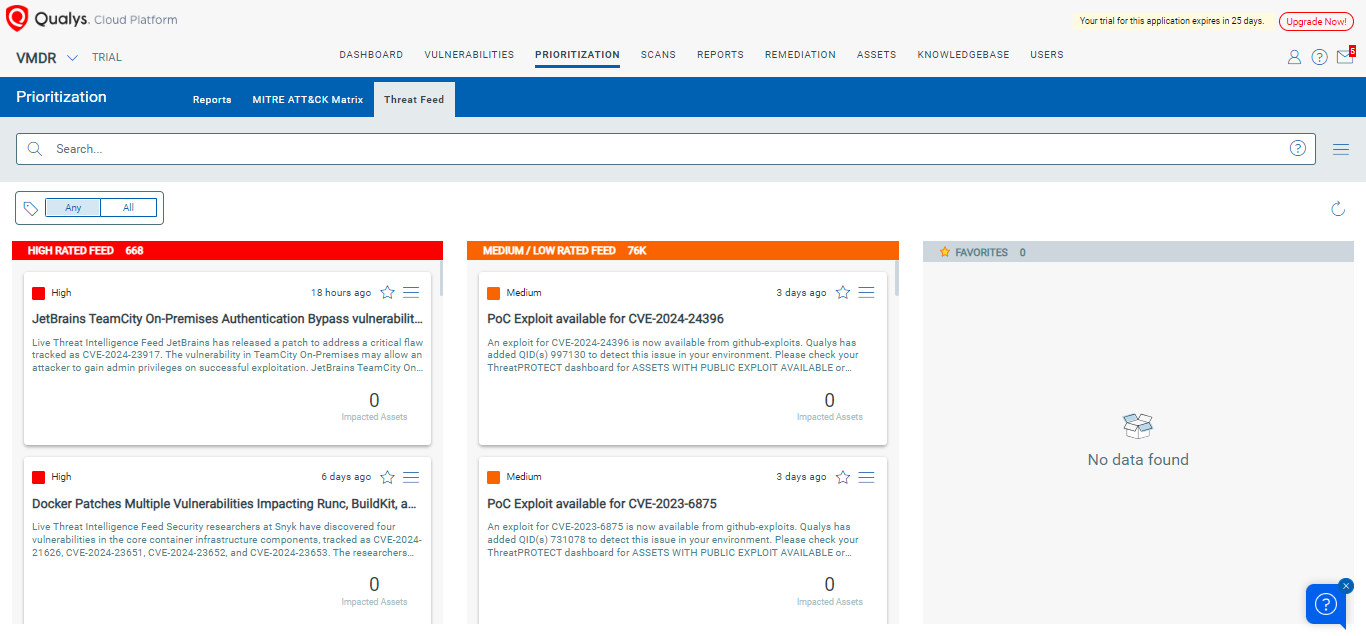 Qualys. Cloud Platform
Your trial for this application expires in 25 days.
Upgrade Now!
VMDR
TRIAL
DASHBOARD
VULNERABILITIES
PRIORITIZATION
SCANS
REPORTS
REMEDIATION
ASSETS
KNOWLEDGEBASE
USERS
5
Prioritization
Reports
MITRE ATT&CK Matrix
Threat Feed
Search...
Any
All
HIGH RATED FEED 668
High
18 hours ago
JetBrains TeamCity On-Premises Authentication Bypass vulnerabilit...
Live Threat Intelligence Feed JetBrains has released a patch to address a critical flaw
tracked as CVE-2024-23917. The vulnerability in TeamCity On-Premises may allow an
attacker to gain admin privileges on successful exploitation. JetBrains TeamCity On...
0
Impacted Assets
High
6 days ago
Docker Patches Multiple Vulnerabilities Impacting Runc, BuildKit, a...
Live Threat Intelligence Feed Security researchers at Snyk have discovered four
vulnerabilities in the core container infrastructure components, tracked as CVE-2024-
21626, CVE-2024-23651, CVE-2024-23652, and CVE-2024-23653. The researchers...
0
Impacted Assets
MEDIUM / LOW RATED FEED 76K
Medium
3 days ago
PoC Exploit available for CVE-2024-24396
An exploit for CVE-2024-24396 is now available from github-exploits. Qualys has
added QID(s) 997130 to detect this issue in your environment. Please check your
ThreatPROTECT dashboard for ASSETS WITH PUBLIC EXPLOIT AVAILABLE or...
0
Impacted Assets
Medium
3 days ago
PoC Exploit available for CVE-2023-6875
An exploit for CVE-2023-6875 is now available from github-exploits. Qualys has
added QID(s) 731078 to detect this issue in your environment. Please check your
ThreatPROTECT dashboard for ASSETS WITH PUBLIC EXPLOIT AVAILABLE or...
0
Impacted Assets
FAVORITES 0
No data found